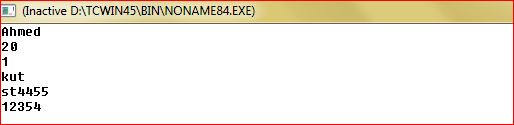 (Inactive D:\TCWIN45\BIN\NONAME84.EXE)
Ahmed
20
1
kut
st4455
12354